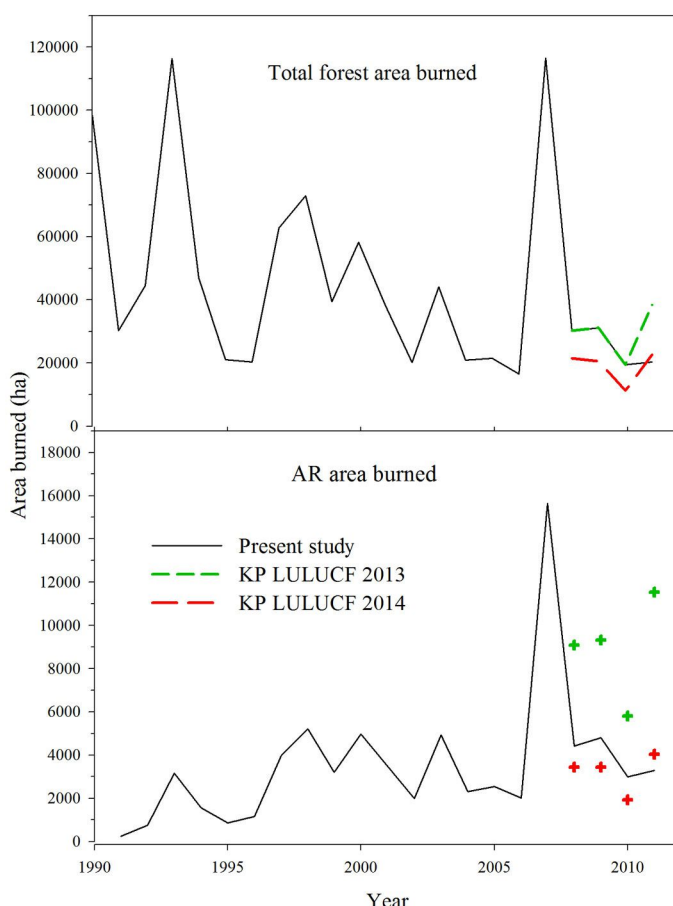 120000
Total forest area burned
100000
80000
60000
40000
20000
0
Area burned (ha)
18000
AR area burned
16000
14000
Present study
12000
KP LULUCF 2013
KP LULUCF 2014
10000
8000
6000
4000
2000
0
1990 1995 2000 2005 2010
Year